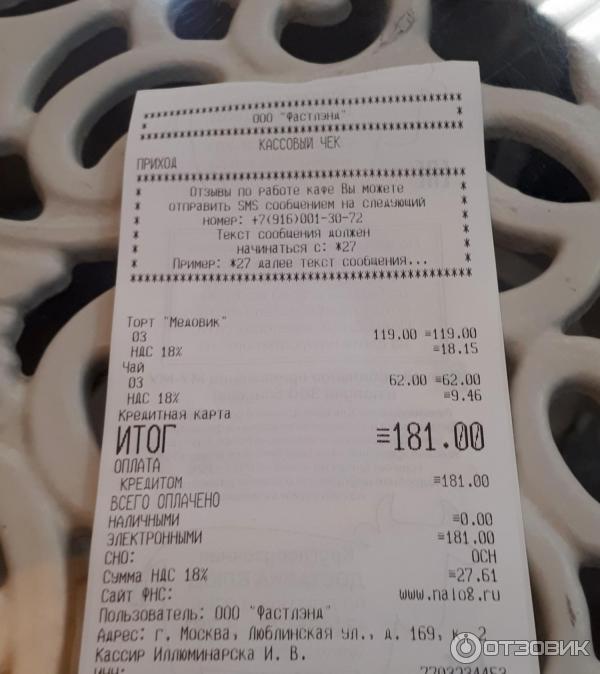 ООО "Фастлэнд"
КАССОВЫЙ ЧЕК
ПРИХОД
Отзывы по работе кафе Вы можете
отправить SMS сообщением на следующий
номер: +7(916)001-30-72
Текст сообщения должен
начинаться с: *27
Пример: *27 далее текст сообщения...
Торт "Медовик"
03 119.00 ≡119.00
НДС 18% ≡18.15
Чай
03 62.00 ≡62.00
НДС 18% ≡9.46
Кредитная карта
ИТОГ ≡181.00
ОПЛАТА
КРЕДИТОМ ≡181.00
ВСЕГО ОПЛАЧЕНО
НАЛИЧНЫМИ ≡0.00
ЭЛЕКТРОННЫМИ ≡181.00
СНО: ОСН
Сумма НДС 18% ≡27.61
Сайт ФНС: www.nalog.ru
Пользователь: ООО "Фастлэнд"
Адрес: г. Москва, Люблинская ул., д. 169, к. 2
Кассир Иллюминарска И. В.
ИНН: 7703234453
ОТЗОВИК